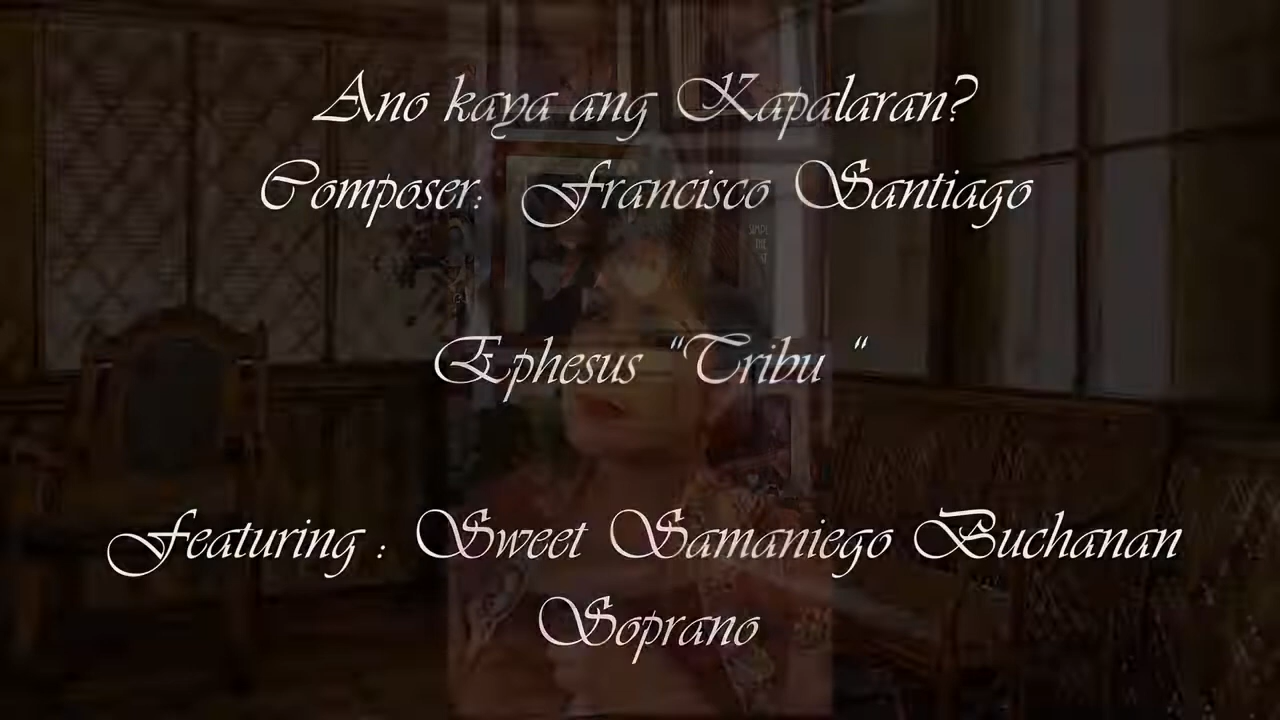 Ano kaya ang Kapalaran?
Composer: Francisco Santiago
Ephesus "Tribu "
Featuring : Sweet Samaniego Buchanan
Soprano